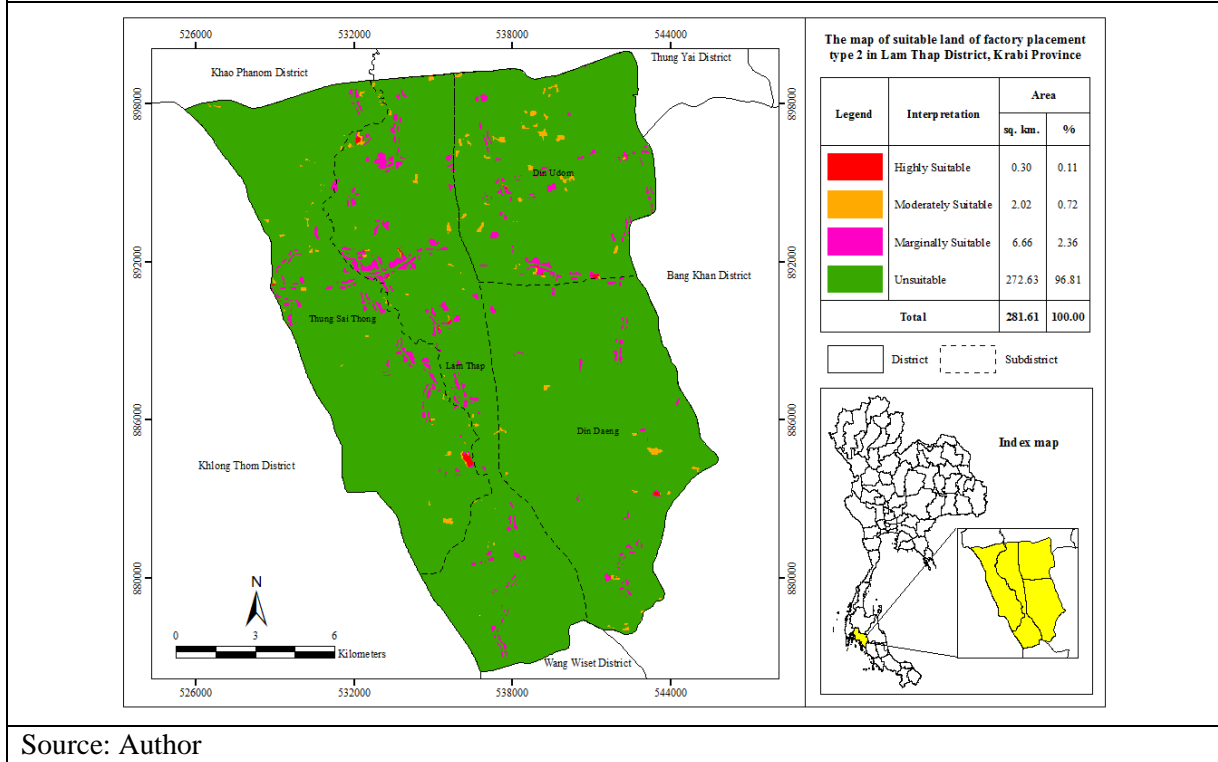 526000
532000
538000
544000
Khao Phanom District
Thung Yai District
898000
898000
Din Udom
892000
892000
Bang Khan District
Thung Sai Thong
Lam Thap
886000
886000
Din Daeng
Khlong Thom District
880000
880000
N
0 3 6
Kilometers
Wang Wiset District
526000
532000
538000
544000
The map of suitable land of factory placement
type 2 in Lam Thap District, Krabi Province
Legend
Interpretation
Area
sq. km.
%
Highly Suitable 0.30 0.11
Moderately Suitable 2.02 0.72
Marginally Suitable 6.66 2.36
Unsuitable 272.63 96.81
Total 281.61 100.00
District
Subdistrict
Index map
Source: Author